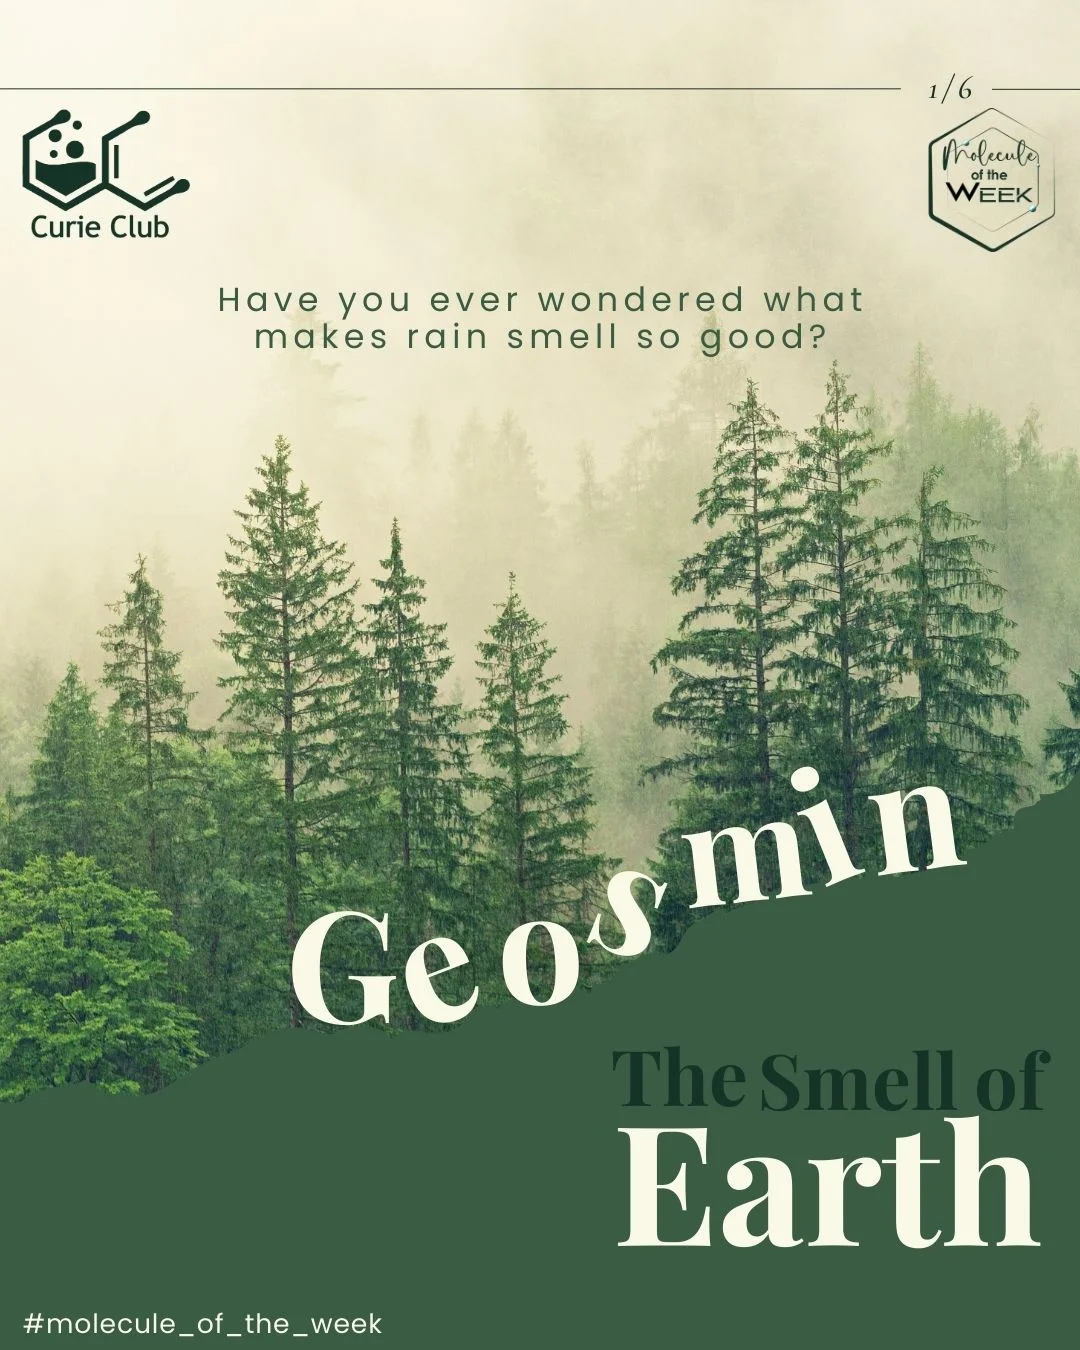 1/6
Curie Club
Molecule
of the
WEEK
Have you ever wondered what
makes rain smell so good?
Geosmin
The Smell of
Earth
#molecule_of_the_week